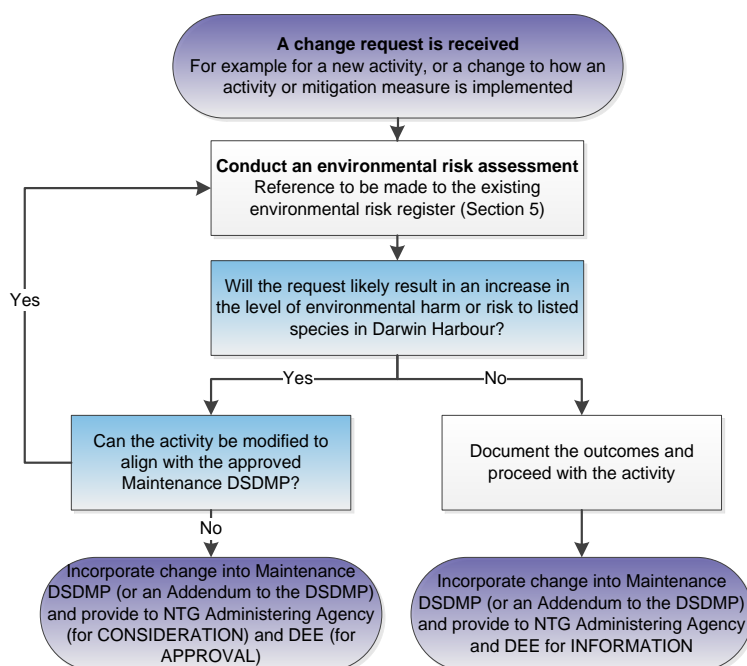 A change request is received
For example for a new activity, or a change to how an
activity or mitigation measure is implemented
Conduct an environmental risk assessment
Reference to be made to the existing
environmental risk register (Section 5)
Yes
Will the request likely result in an increase in
the level of environmental harm or risk to listed
species in Darwin Harbour?
Yes
No
Can the activity be modified to
align with the approved
Maintenance DSDMP?
Document the outcomes and
proceed with the activity
No
Incorporate change into Maintenance
DSDMP (or an Addendum to the DSDMP)
and provide to NTG Administering Agency
(for CONSIDERATION) and DEE (for
APPROVAL)
Incorporate change into Maintenance
DSDMP (or an Addendum to the DSDMP)
and provide to NTG Administering Agency
and DEE for INFORMATION